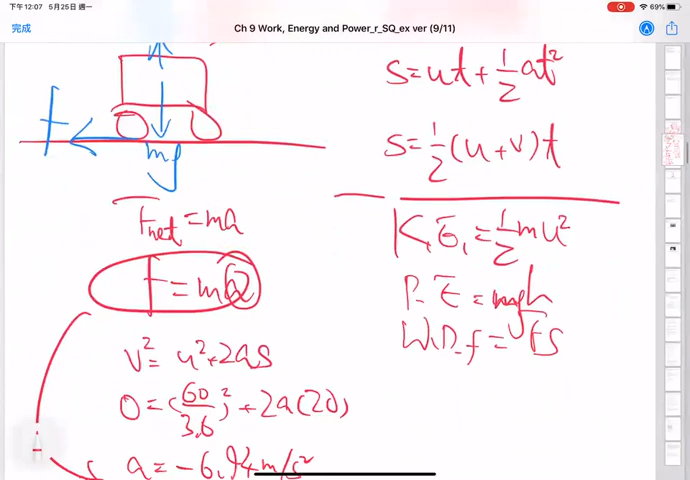 下午12:07 5月25日 週一
69%
完成
Ch 9 Work, Energy and Power_r_SQ_ex ver (9/11)
f
mg
F_net = ma
f = ma
v² = u² + 2as
0 = (60/3.6)² + 2a(20)
a = -6.94 m/s²
s = ut + ½at²
s = ½(u+v)t
K.E. = ½mu²
P.E = mgh
W.D._f = fs